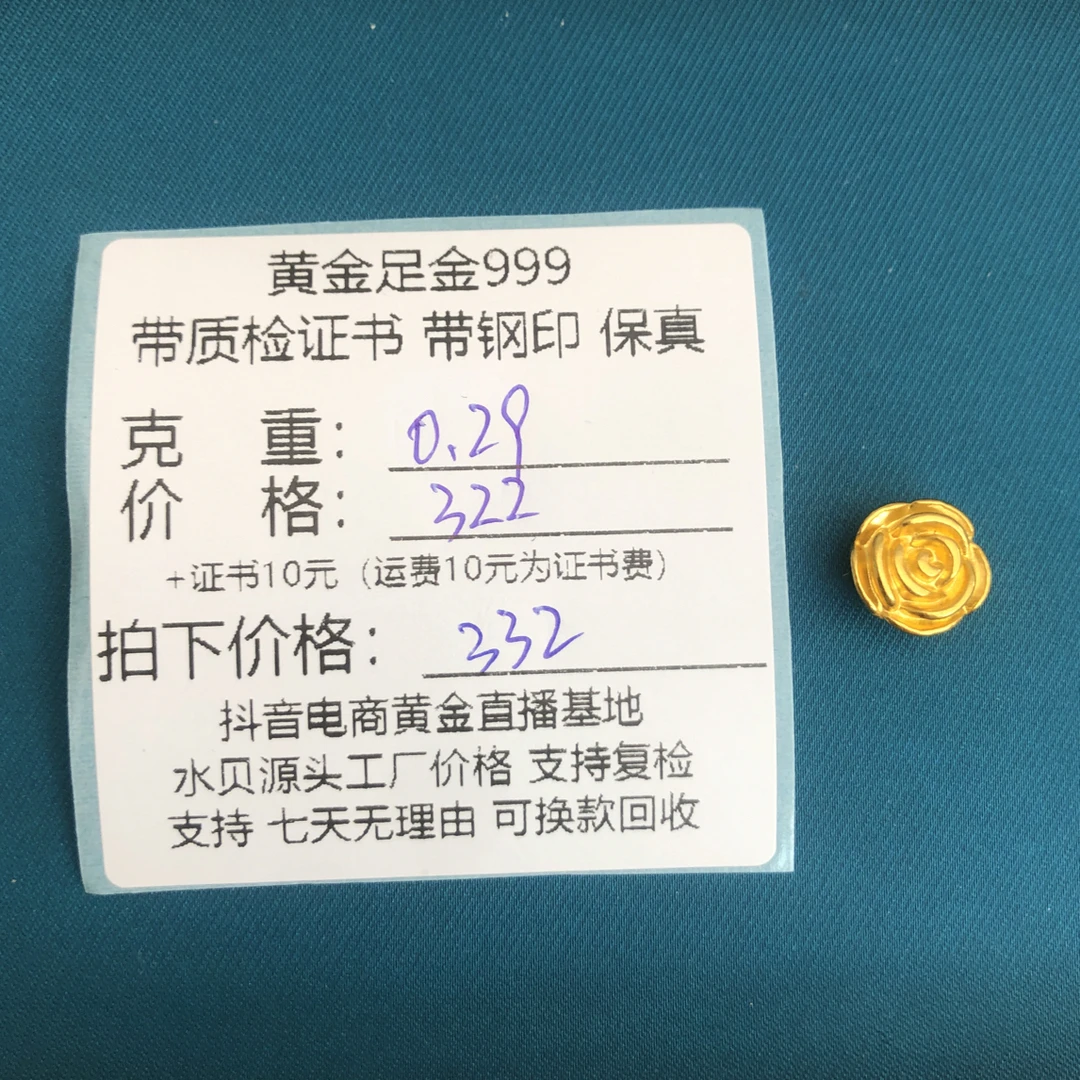 黄金足金999
带质检证书 带钢印 保真
克 重: 0.29
价 格: 322
+证书10元（运费10元为证书费）
拍下价格: 332
抖音电商黄金直播基地
水贝源头工厂价格 支持复检
支持 七天无理由 可换款回收